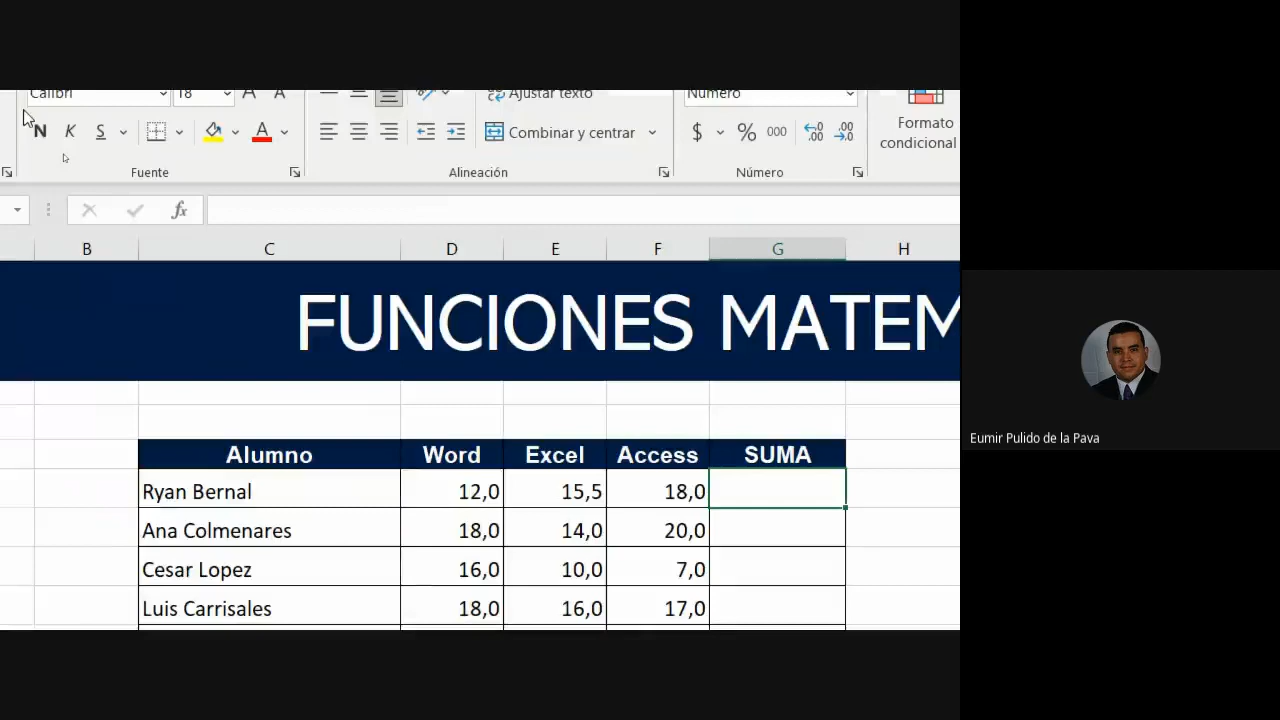 Calibri 18 Ajustar texto Número
N K S A Combinar y centrar $ % 000 ,00 ,00 Formato condicional
Fuente Alineación Número
fx
B C D E F G H
FUNCIONES MATEM
Alumno Word Excel Access SUMA
Ryan Bernal 12,0 15,5 18,0
Ana Colmenares 18,0 14,0 20,0
Cesar Lopez 16,0 10,0 7,0
Luis Carrisales 18,0 16,0 17,0
Eumir Pulido de la Pava